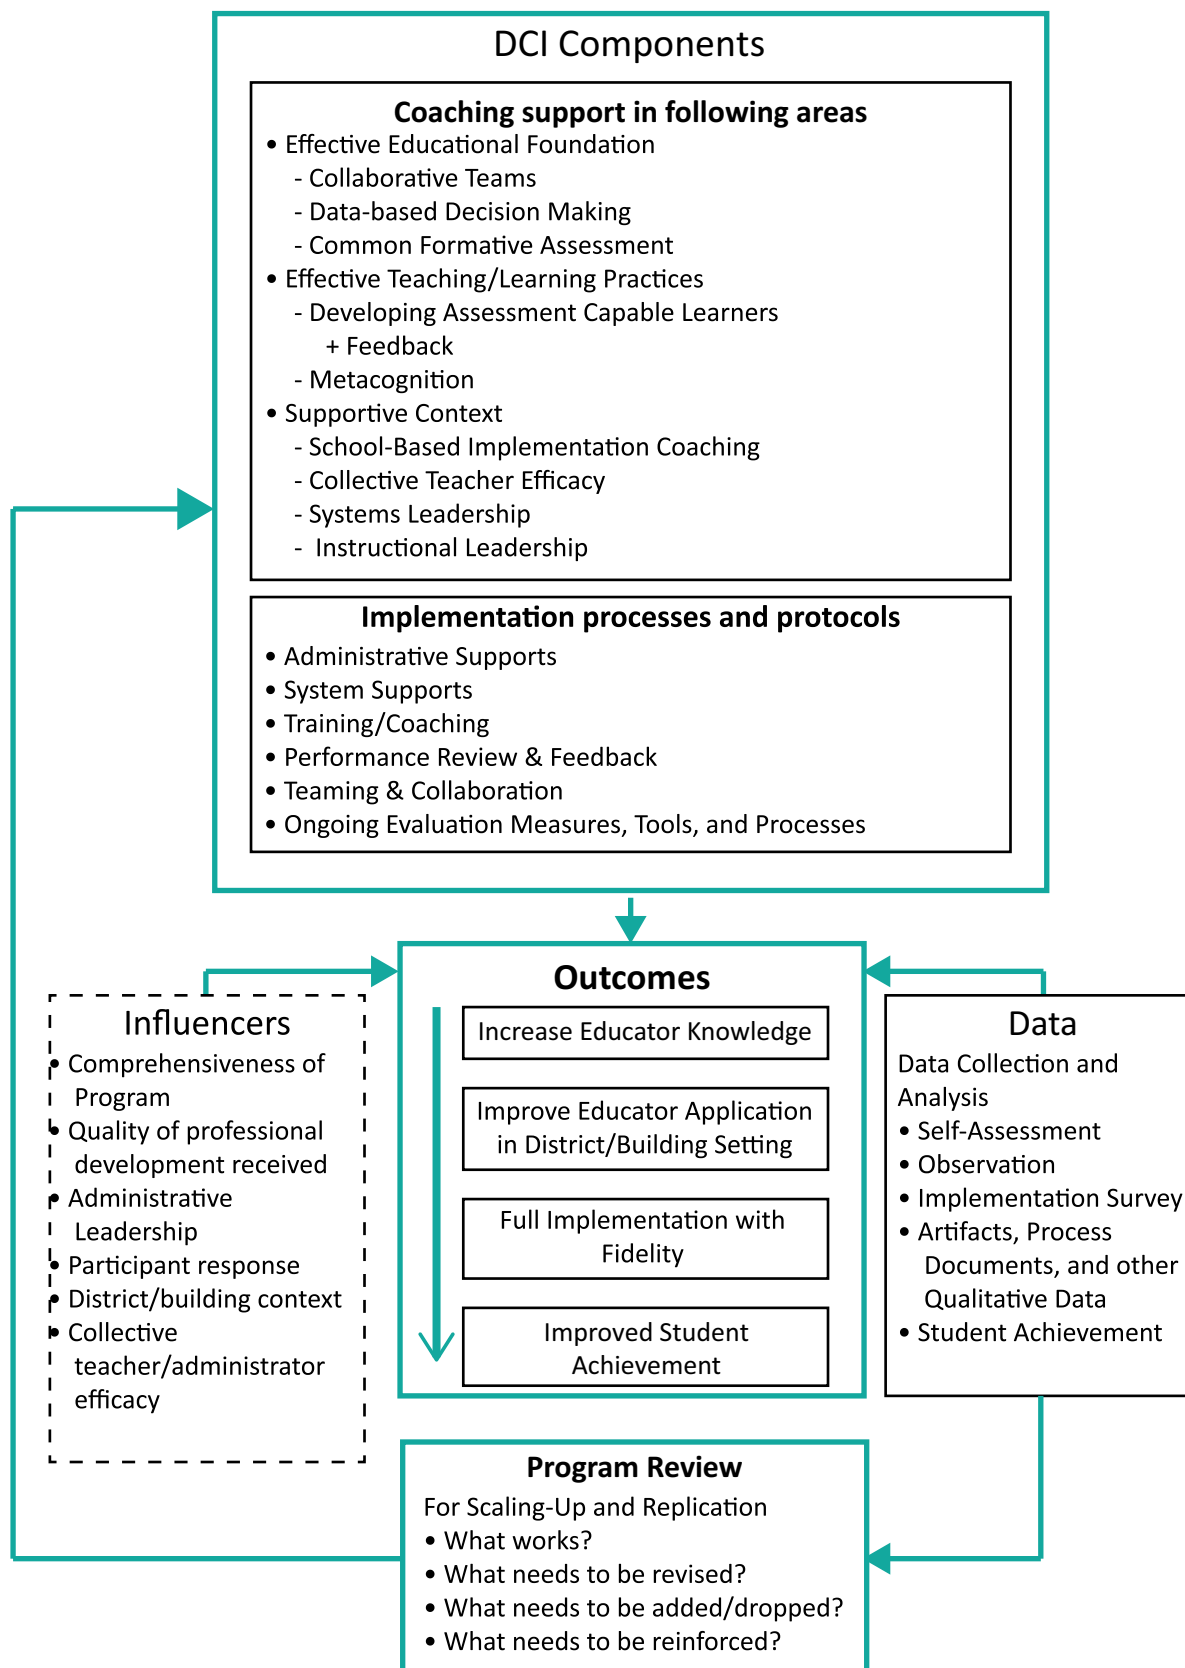 DCI Components
Coaching support in following areas
• Effective Educational Foundation
- Collaborative Teams
- Data-based Decision Making
- Common Formative Assessment
• Effective Teaching/Learning Practices
- Developing Assessment Capable Learners
+ Feedback
- Metacognition
• Supportive Context
- School-Based Implementation Coaching
- Collective Teacher Efficacy
- Systems Leadership
- Instructional Leadership
Implementation processes and protocols
• Administrative Supports
• System Supports
• Training/Coaching
• Performance Review & Feedback
• Teaming & Collaboration
• Ongoing Evaluation Measures, Tools, and Processes
Influencers
• Comprehensiveness of
Program
• Quality of professional
development received
• Administrative
Leadership
• Participant response
• District/building context
• Collective
teacher/administrator
efficacy
Outcomes
Increase Educator Knowledge
Improve Educator Application
in District/Building Setting
Full Implementation with
Fidelity
Improved Student
Achievement
Data
Data Collection and
Analysis
• Self-Assessment
• Observation
• Implementation Survey
• Artifacts, Process
Documents, and other
Qualitative Data
• Student Achievement
Program Review
For Scaling-Up and Replication
• What works?
• What needs to be revised?
• What needs to be added/dropped?
• What needs to be reinforced?